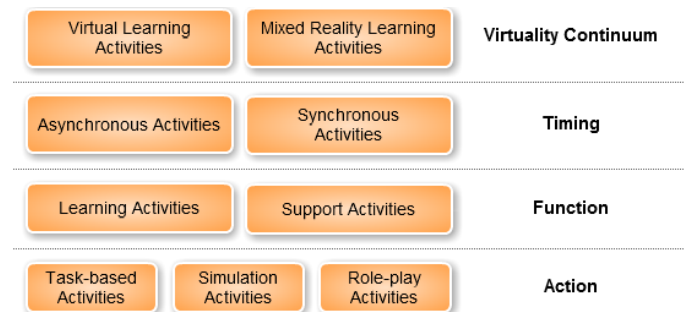 Virtual Learning
Activities
Mixed Reality Learning
Activities
Virtuality Continuum
Asynchronous Activities
Synchronous
Activities
Timing
Learning Activities
Support Activities
Function
Task-based
Activities
Simulation
Activities
Role-play
Activities
Action